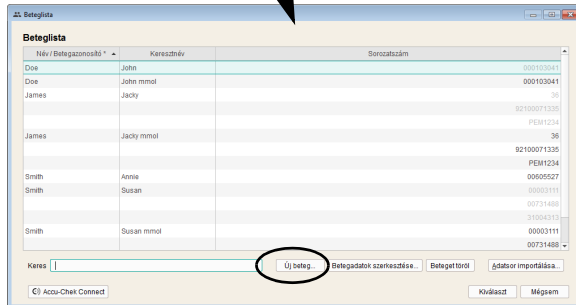 Beteglista
Beteglista
Név / Betegazonosító * Keresztnév Sorozatszám
Doe John 000103041
Doe John mmol 000103041
James Jacky 36
92100071335
PEM1234
James Jacky mmol 36
92100071335
PEM1234
Smith Annie 00605527
Smith Susan 00003111
00731488
31004313
Smith Susan mmol 00003111
00731488
Keres Új beteg... Betegadatok szerkesztése... Beteget töröl Adatsor importálása...
Accu-Chek Connect Kiválaszt Mégsem